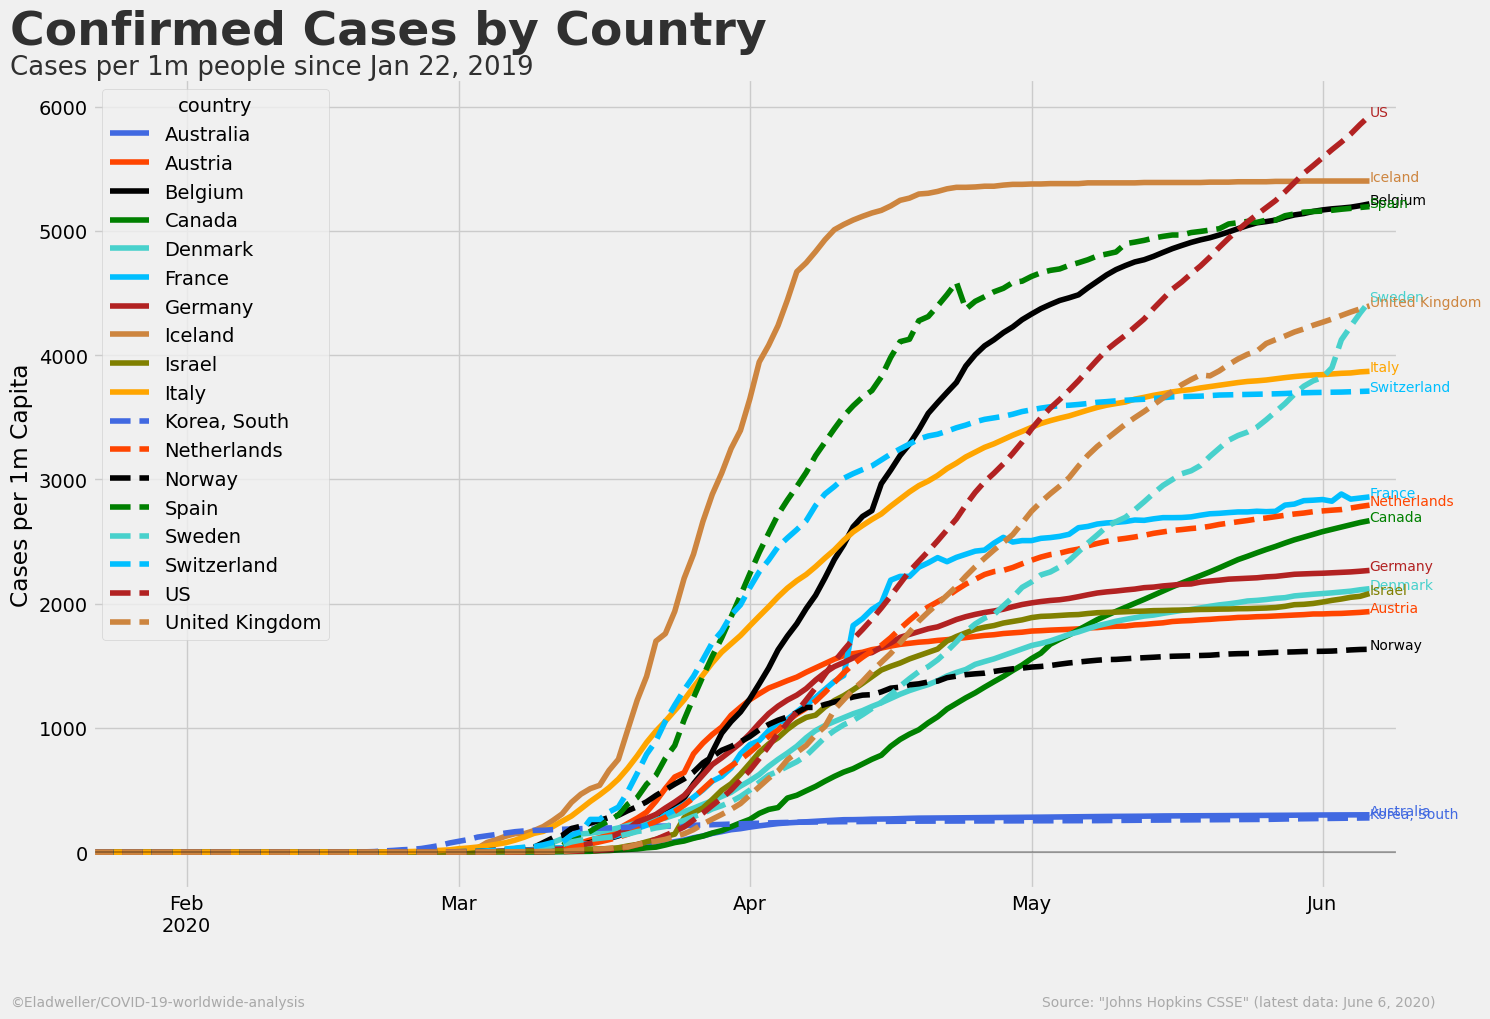 Confirmed Cases by Country
Cases per 1m people since Jan 22, 2019
country
Australia
Austria
Belgium
Canada
Denmark
France
Germany
Iceland
Israel
Italy
Korea, South
Netherlands
Norway
Spain
Sweden
Switzerland
US
United Kingdom
Cases per 1m Capita
6000
5000
4000
3000
2000
1000
0
US
Iceland
Belgium
Spain
Sweden
United Kingdom
Italy
Switzerland
France
Netherlands
Canada
Germany
Denmark
Israel
Austria
Norway
Australia
Korea, South
Feb
2020
Mar
Apr
May
Jun
©Eladweller/COVID-19-worldwide-analysis
Source: "Johns Hopkins CSSE" (latest data: June 6, 2020)